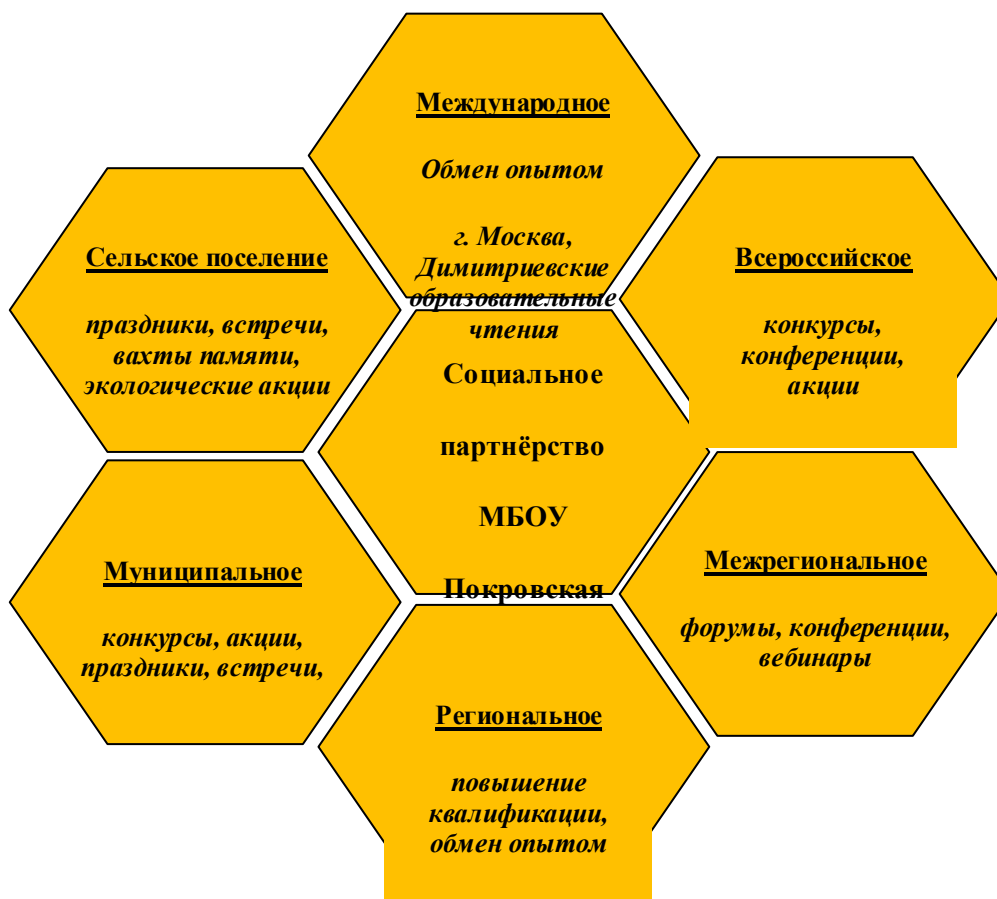 Международное
Обмен опытом
г. Москва,
Димитриевские
образовательные
чтения
Сельское поселение
праздники, встречи,
вахты памяти,
экологические акции
Всероссийское
конкурсы,
конференции,
акции
Социальное
партнёрство
МБОУ
Покровская
Муниципальное
конкурсы, акции,
праздники, встречи,
Межрегиональное
форумы, конференции,
вебинары
Региональное
повышение
квалификации,
обмен опытом